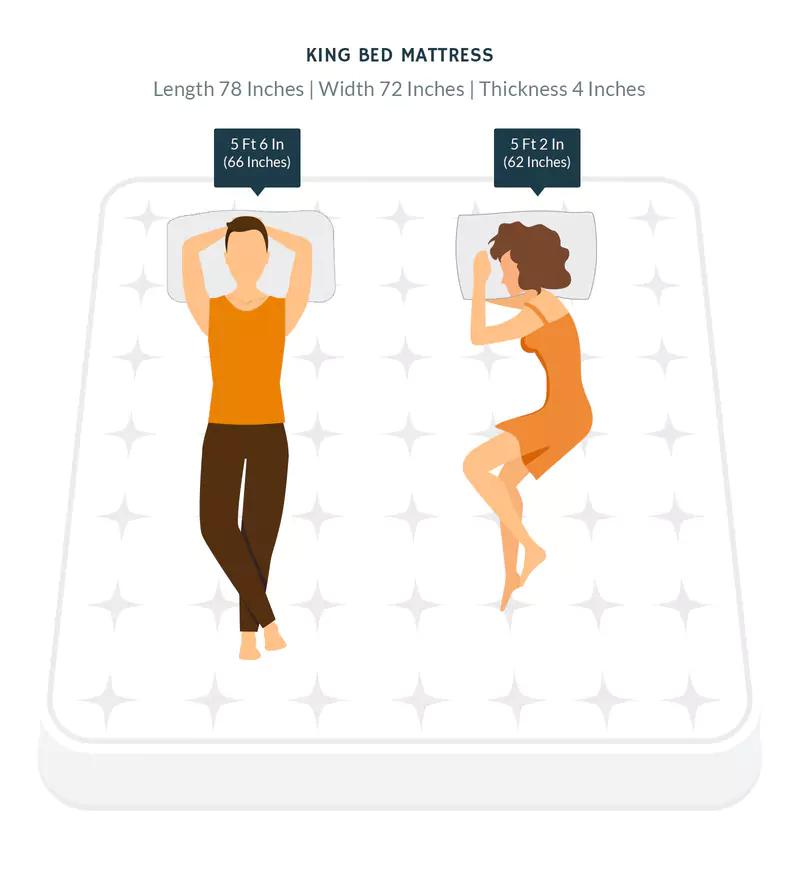 KING BED MATTRESS
Length 78 Inches | Width 72 Inches | Thickness 4 Inches
5 Ft 6 In
(66 Inches)
5 Ft 2 In
(62 Inches)